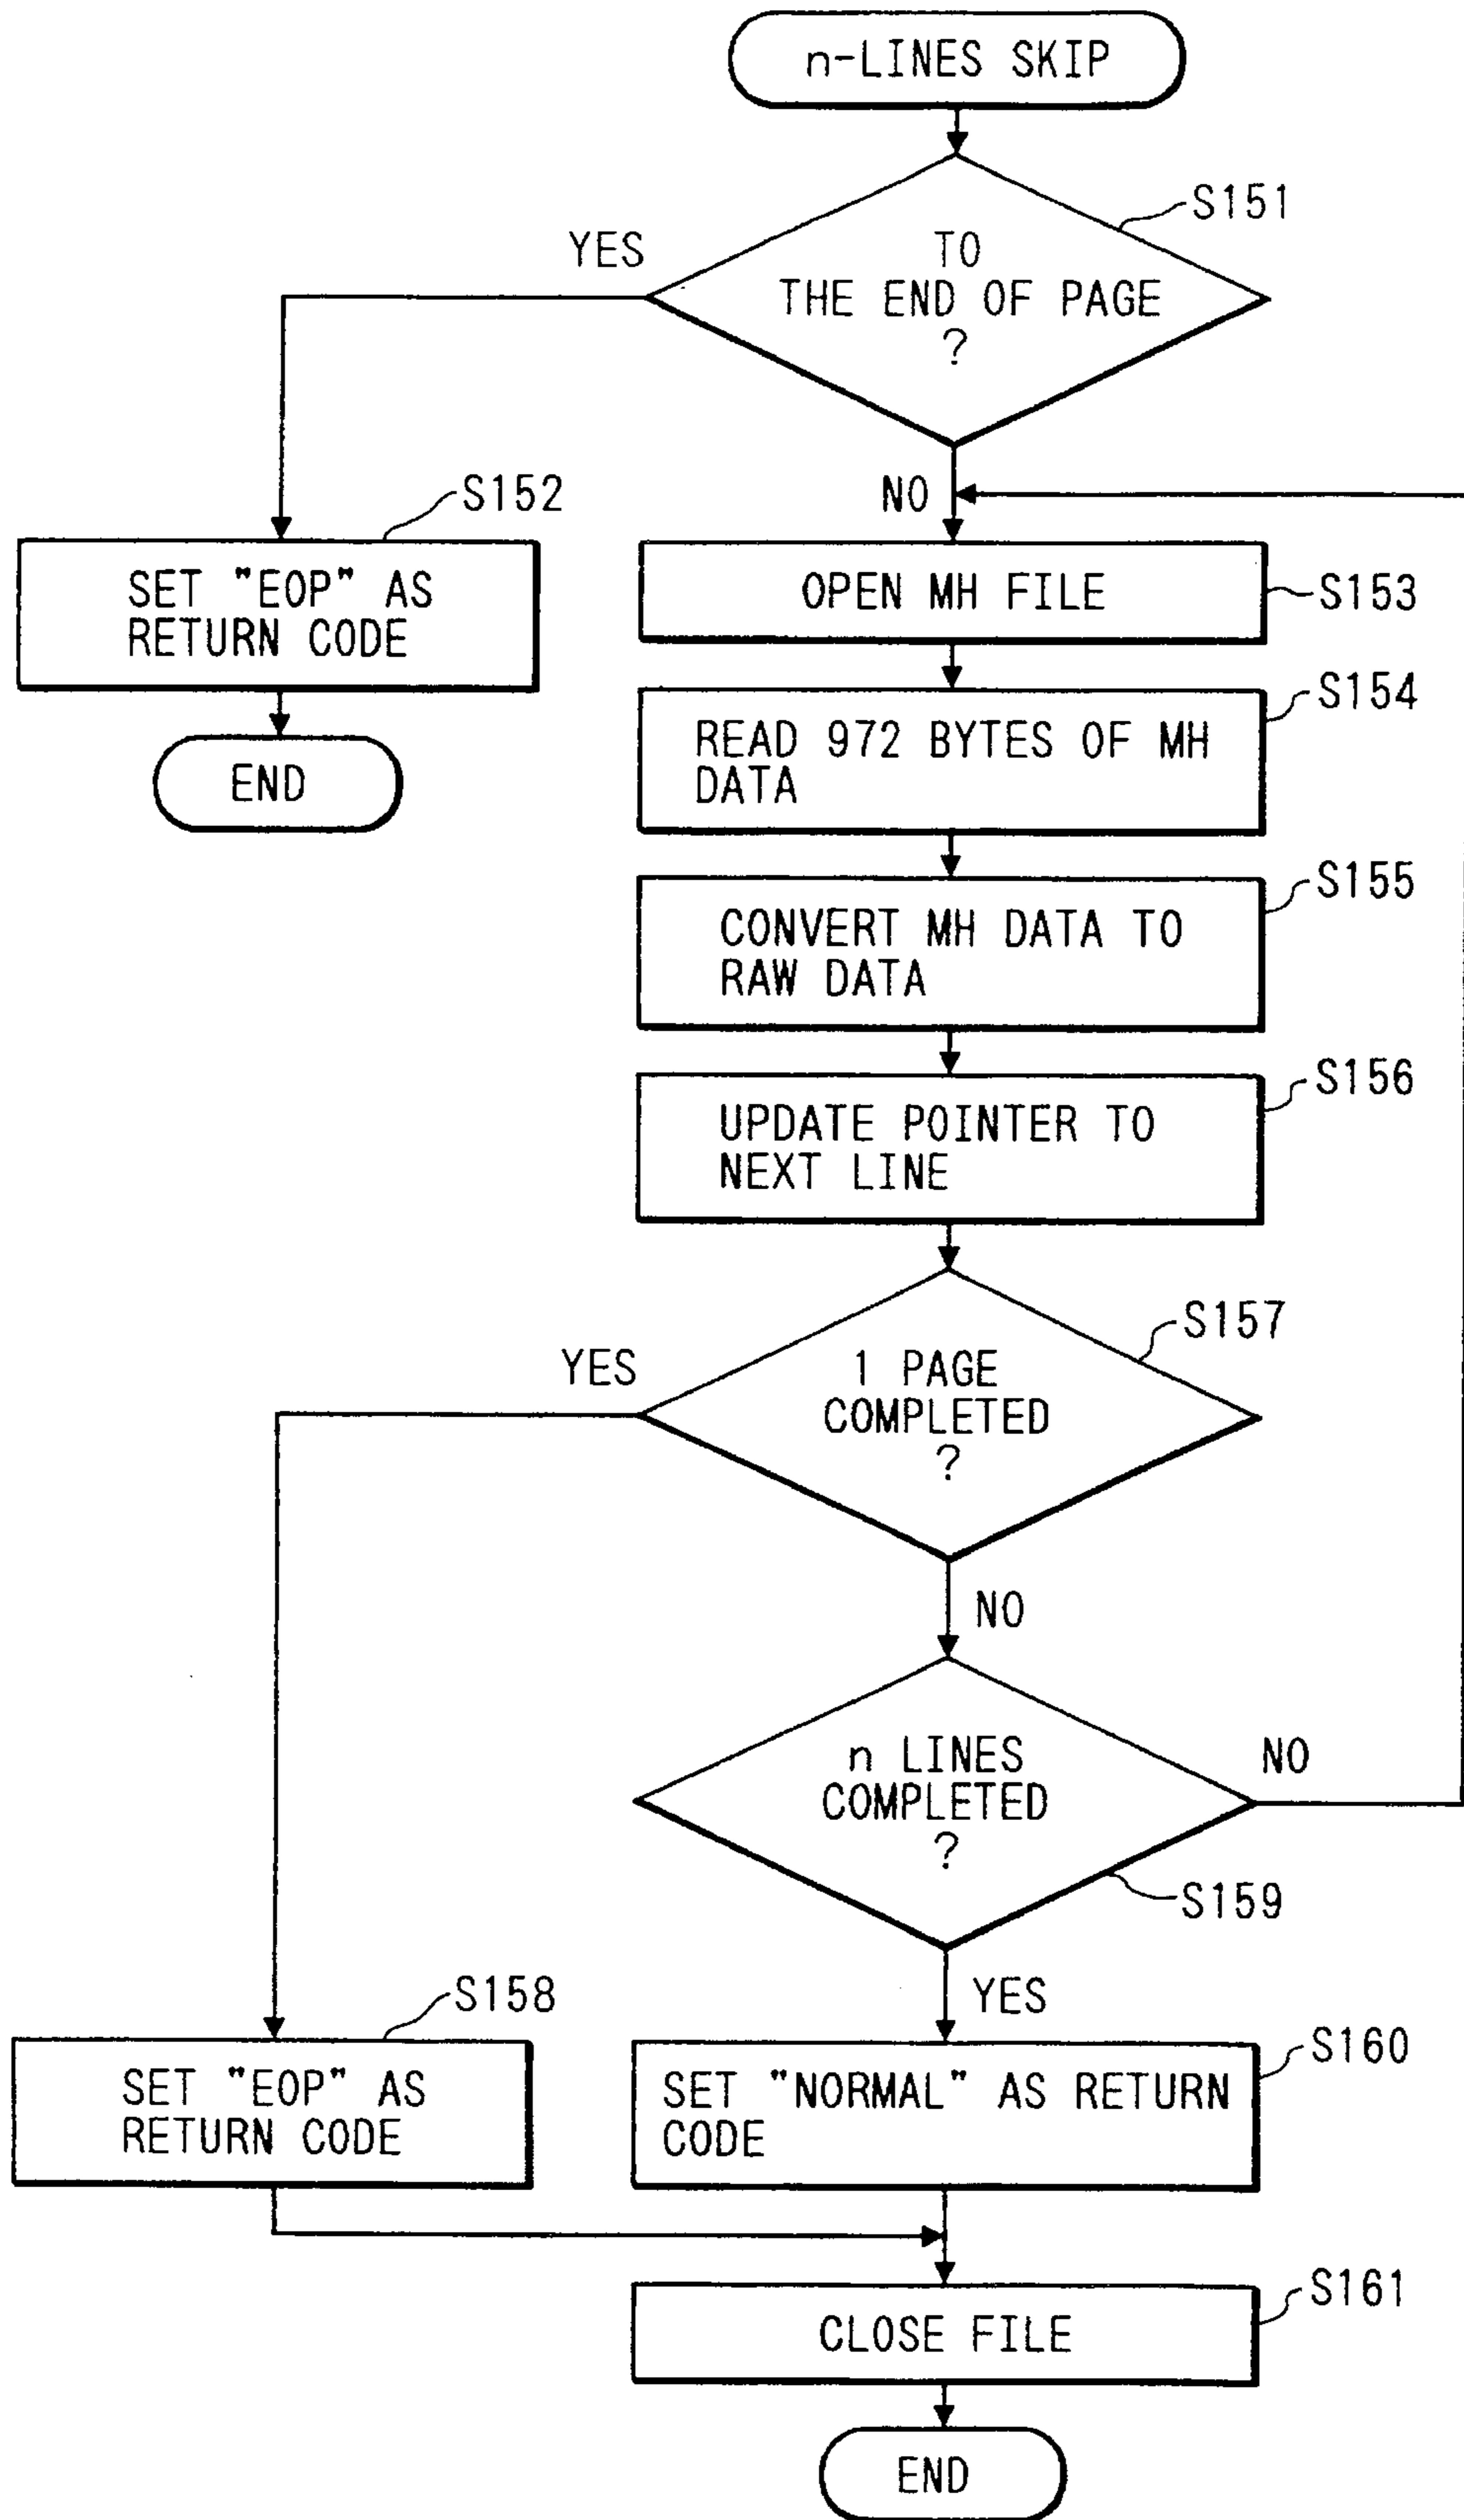 n-LINES SKIP
S151
YES
TO
THE END OF PAGE
?
S152
NO
SET "EOP" AS
RETURN CODE
OPEN MH FILE
S153
END
S154
READ 972 BYTES OF MH
DATA
S155
CONVERT MH DATA TO
RAW DATA
S156
UPDATE POINTER TO
NEXT LINE
S157
YES
1 PAGE
COMPLETED
?
NO
n LINES
COMPLETED
?
NO
S159
S158
YES
SET "EOP" AS
RETURN CODE
S160
SET "NORMAL" AS RETURN
CODE
S161
CLOSE FILE
END